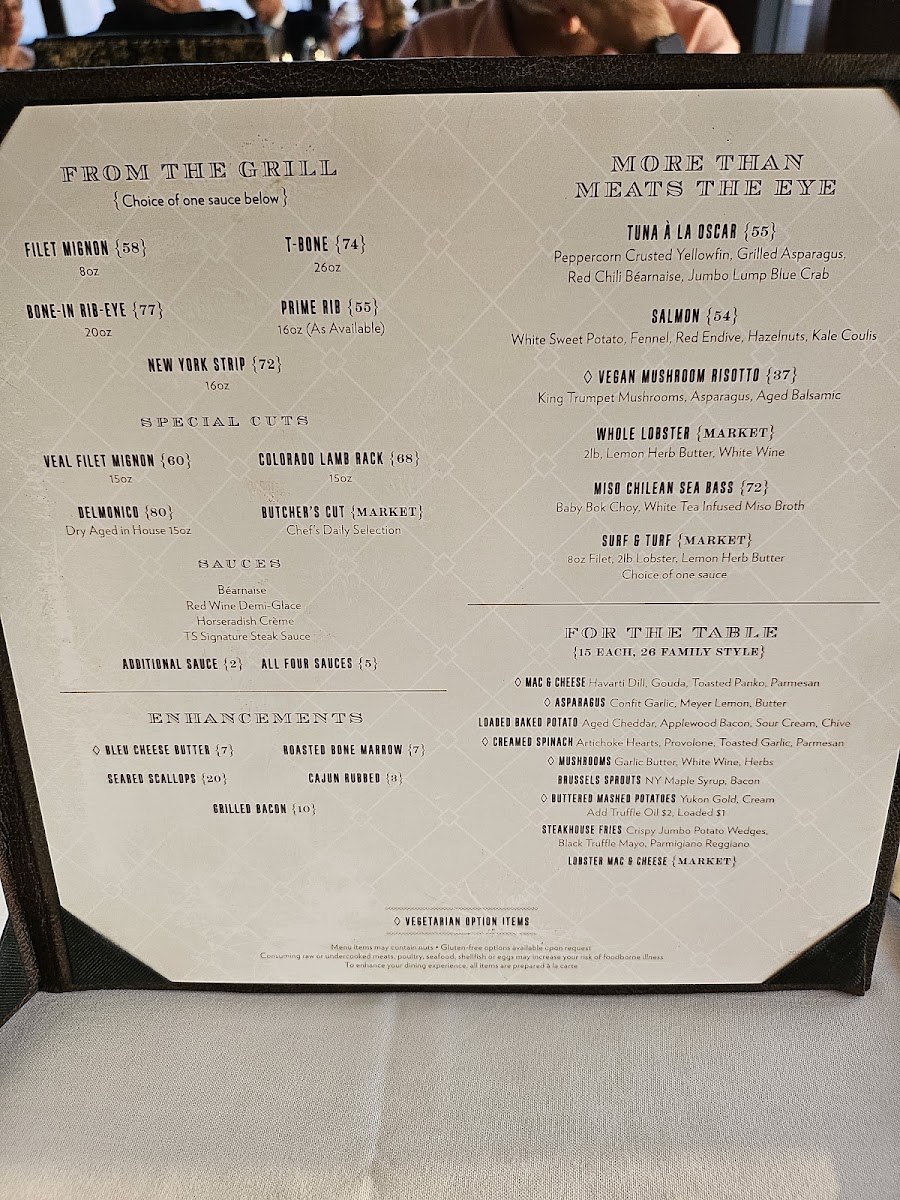 FROM THE GRILL
{Choice of one sauce below}
FILET MIGNON {58}
8oz
T-BONE {74}
26oz
BONE-IN RIB-EYE {77}
20oz
PRIME RIB {55}
16oz (As Available)
NEW YORK STRIP {72}
16oz
SPECIAL CUTS
VEAL FILET MIGNON {60}
15oz
COLORADO LAMB RACK {68}
15oz
DELMONICO {80}
Dry Aged in House 15oz
BUTCHER'S CUT {MARKET}
Chef's Daily Selection
SAUCES
Béarnaise
Red Wine Demi-Glace
Horseradish Crème
TS Signature Steak Sauce
ADDITIONAL SAUCE {2} ALL FOUR SAUCES {5}
ENHANCEMENTS
◊ BLEU CHEESE BUTTER {7}
ROASTED BONE MARROW {7}
SEARED SCALLOPS {20}
CAJUN RUBBED {3}
GRILLED BACON {10}
MORE THAN
MEATS THE EYE
TUNA À LA OSCAR {55}
Peppercorn Crusted Yellowfin, Grilled Asparagus,
Red Chili Béarnaise, Jumbo Lump Blue Crab
SALMON {54}
White Sweet Potato, Fennel, Red Endive, Hazelnuts, Kale Coulis
◊ VEGAN MUSHROOM RISOTTO {37}
King Trumpet Mushrooms, Asparagus, Aged Balsamic
WHOLE LOBSTER {MARKET}
2lb, Lemon Herb Butter, White Wine
MISO CHILEAN SEA BASS {72}
Baby Bok Choy, White Tea Infused Miso Broth
SURF & TURF {MARKET}
8oz Filet, 2lb Lobster, Lemon Herb Butter
Choice of one sauce
FOR THE TABLE
{15 EACH, 26 FAMILY STYLE}
◊ MAC & CHEESE Havarti Dill, Gouda, Toasted Panko, Parmesan
◊ ASPARAGUS Confit Garlic, Meyer Lemon, Butter
LOADED BAKED POTATO Aged Cheddar, Applewood Bacon, Sour Cream, Chive
◊ CREAMED SPINACH Artichoke Hearts, Provolone, Toasted Garlic, Parmesan
◊ MUSHROOMS Garlic Butter, White Wine, Herbs
BRUSSELS SPROUTS NY Maple Syrup, Bacon
◊ BUTTERED MASHED POTATOES Yukon Gold, Cream
Add Truffle Oil $2, Loaded $1
STEAKHOUSE FRIES Crispy Jumbo Potato Wedges,
Black Truffle Mayo, Parmigiano Reggiano
LOBSTER MAC & CHEESE {MARKET}
◊ VEGETARIAN OPTION ITEMS
Menu items may contain nuts • Gluten-free options available upon request
Consuming raw or undercooked meats, poultry, seafood, shellfish or eggs may increase your risk of foodborne illness
To enhance your dining experience, all items are prepared à la carte